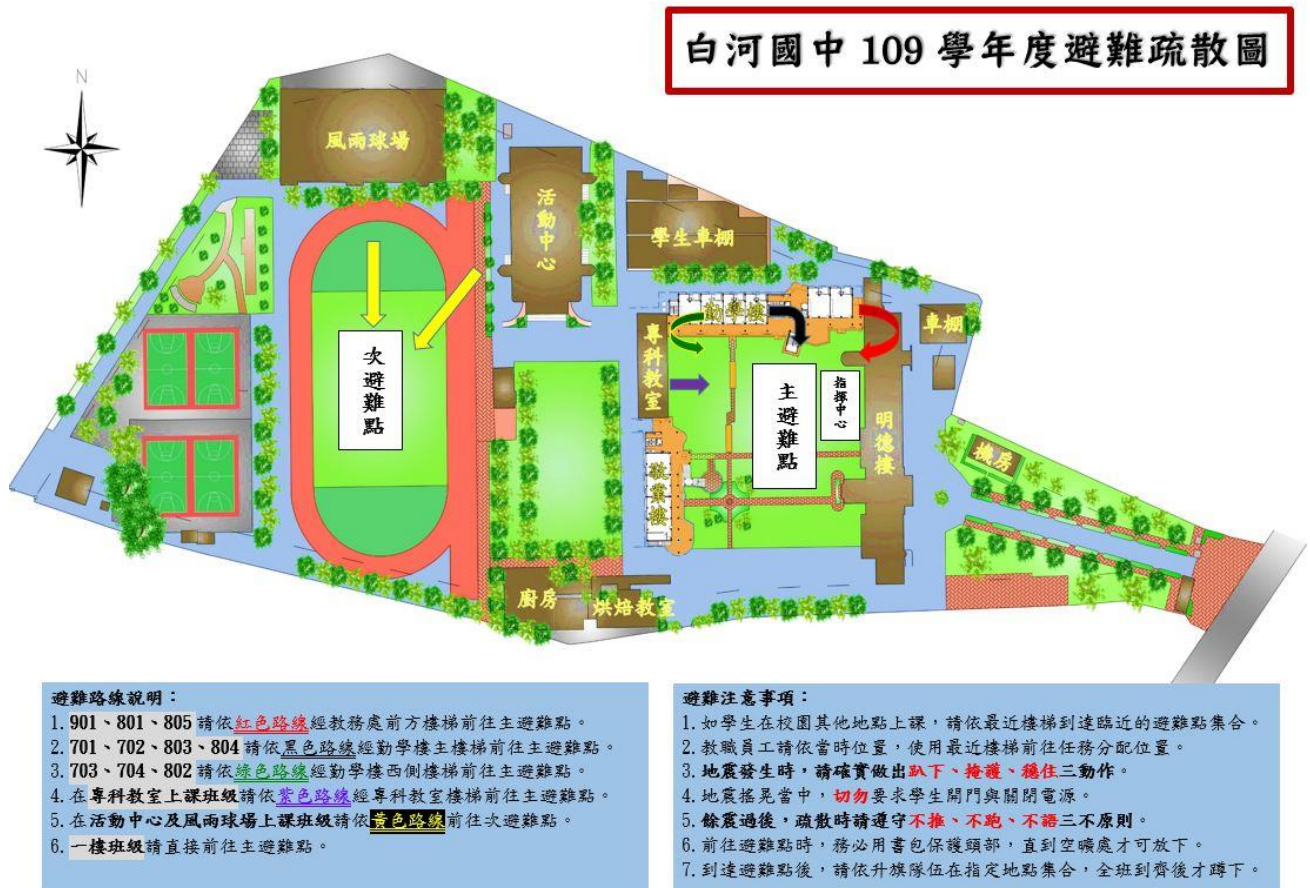 白河國中 109 學年度避難疏散圖
N
風雨球場
活動中心
學生車棚
勤學樓
車棚
專科教室
次避難點
主避難點
指揮中心
明德樓
機房
敬業樓
廚房
烘焙教室
避難路線說明：
1. 901、801、805 請依紅色路線經教務處前方樓梯前往主避難點。
2. 701、702、803、804 請依黑色路線經勤學樓主樓梯前往主避難點。
3. 703、704、802 請依綠色路線經勤學樓西側樓梯前往主避難點。
4. 在專科教室上課班級請依紫色路線經專科教室樓梯前往主避難點。
5. 在活動中心及風雨球場上課班級請依黃色路線前往次避難點。
6. 一樓班級請直接前往主避難點。
避難注意事項：
1. 如學生在校園其他地點上課，請依最近樓梯到達臨近的避難點集合。
2. 教職員工請依當時位置，使用最近樓梯前往任務分配位置。
3. 地震發生時，請確實做出趴下、掩護、穩住三動作。
4. 地震搖晃當中，切勿要求學生開門與關閉電源。
5. 餘震過後，疏散時請遵守不推、不跑、不語三不原則。
6. 前往避難點時，務必用書包保護頭部，直到空曠處才可放下。
7. 到達避難點後，請依升旗隊伍在指定地點集合，全班到齊後才蹲下。